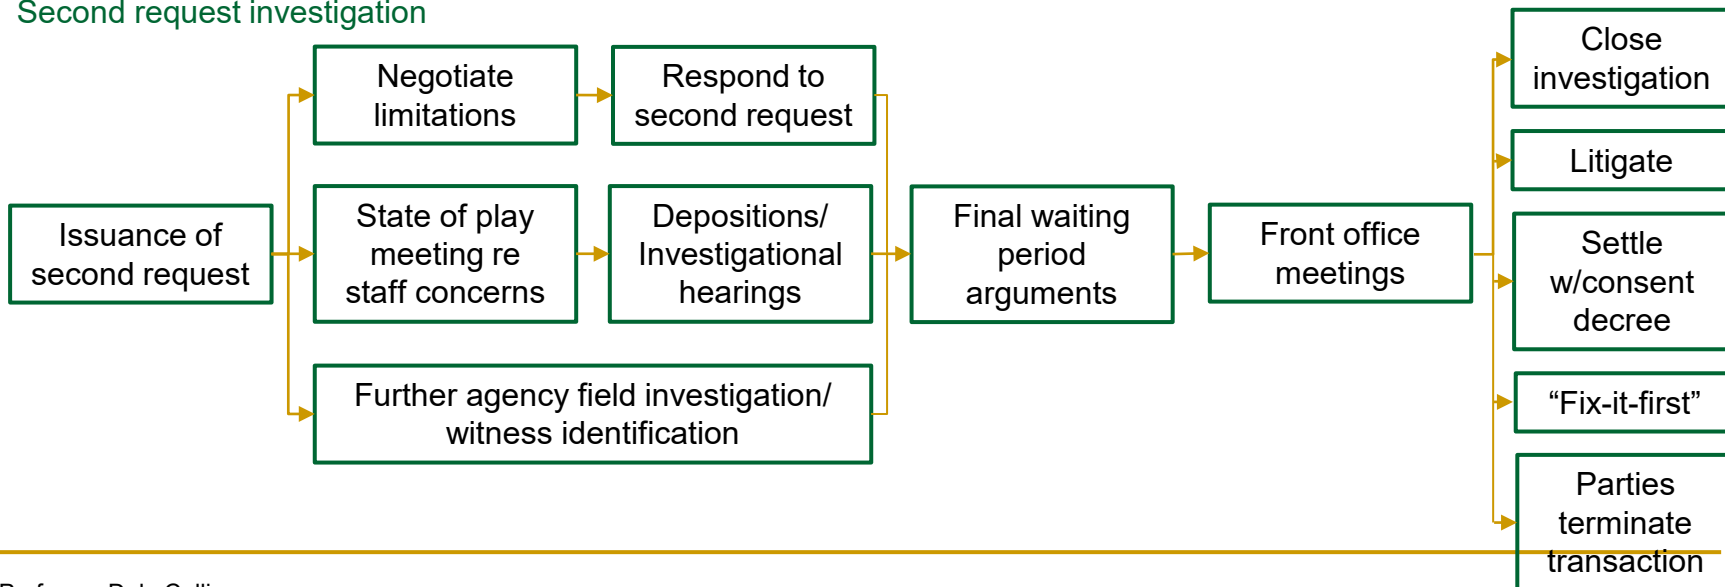 Second request investigation
Issuance of
second request
Negotiate
limitations
Respond to
second request
State of play
meeting re
staff concerns
Depositions/
Investigational
hearings
Further agency field investigation/
witness identification
Final waiting
period
arguments
Front office
meetings
Close
investigation
Litigate
Settle
w/consent
decree
“Fix-it-first”
Parties
terminate
transaction